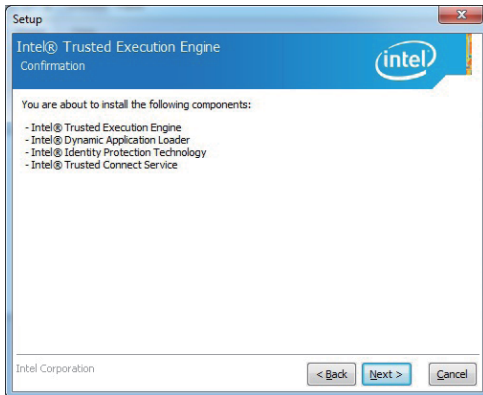 Setup
Intel® Trusted Execution Engine
Confirmation
intel
You are about to install the following components:
- Intel® Trusted Execution Engine
- Intel® Dynamic Application Loader
- Intel® Identity Protection Technology
- Intel® Trusted Connect Service
Intel Corporation
< Back
Next >
Cancel